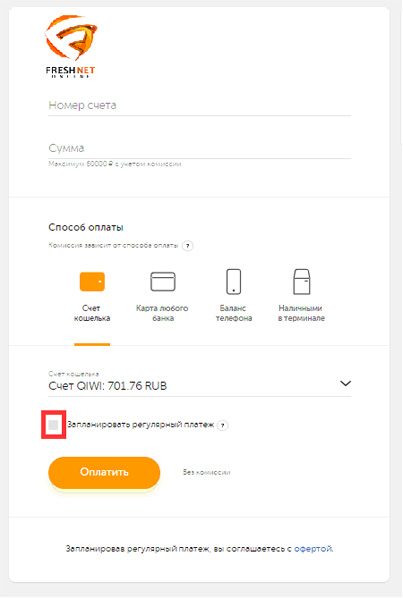 FRESHNET
ONLINE
Номер счета
Сумма
Максимум 60000 ₽ с учетом комиссии
Способ оплаты
Комиссия зависит от способа оплаты ?
Счет
кошелька
Карта любого
банка
Баланс
телефона
Наличными
в терминале
Счет кошелька
Счет QIWI: 701.76 RUB
Запланировать регулярный платеж ?
Оплатить
Без комиссии
Запланировав регулярный платеж, вы соглашаетесь с офертой.